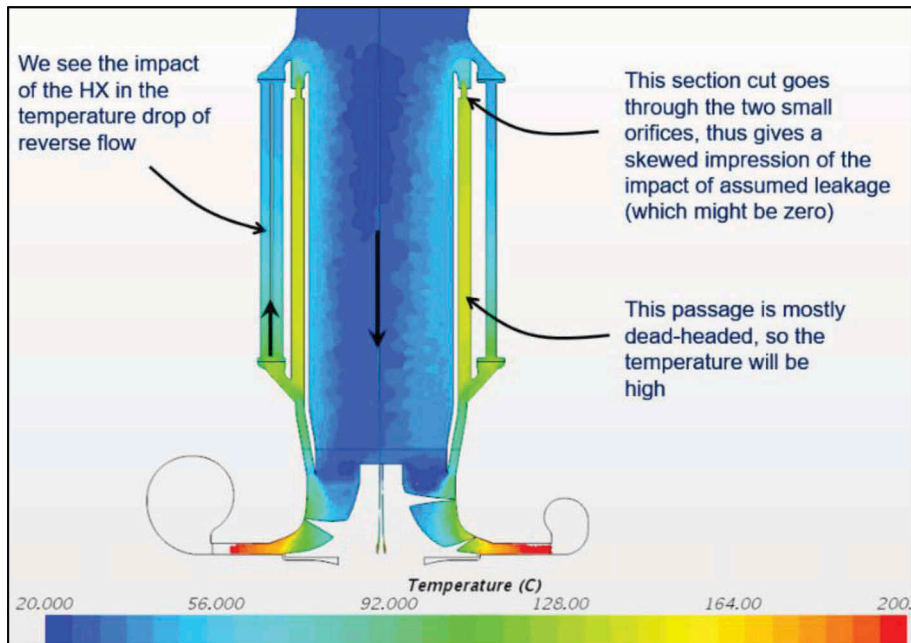 We see the impact
of the HX in the
temperature drop of
reverse flow
This section cut goes
through the two small
orifices, thus gives a
skewed impression of the
impact of assumed leakage
(which might be zero)
This passage is mostly
dead-headed, so the
temperature will be
high
Temperature (C)
20.000 56.000 92.000 128.00 164.00 200.